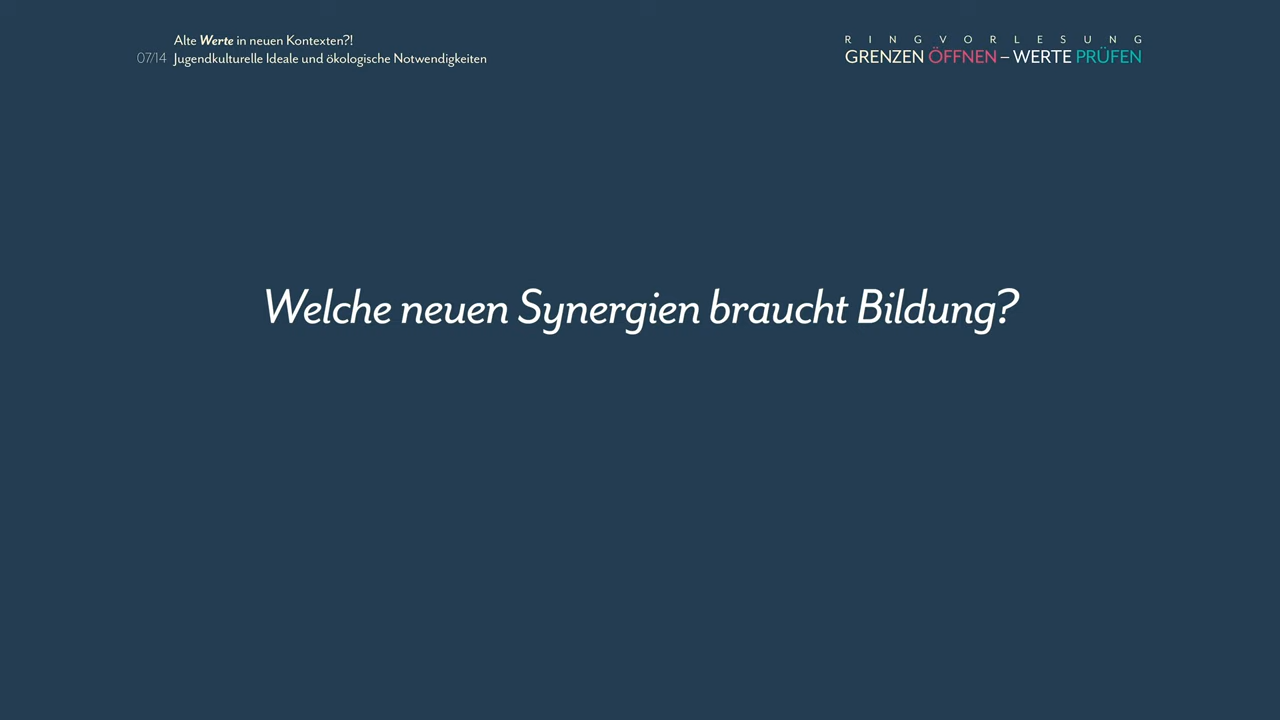 Alte Werte in neuen Kontexten?!
07/14 Jugendkulturelle Ideale und ökologische Notwendigkeiten
RINGVORLESUNG
GRENZEN ÖFFNEN – WERTE PRÜFEN
Welche neuen Synergien braucht Bildung?